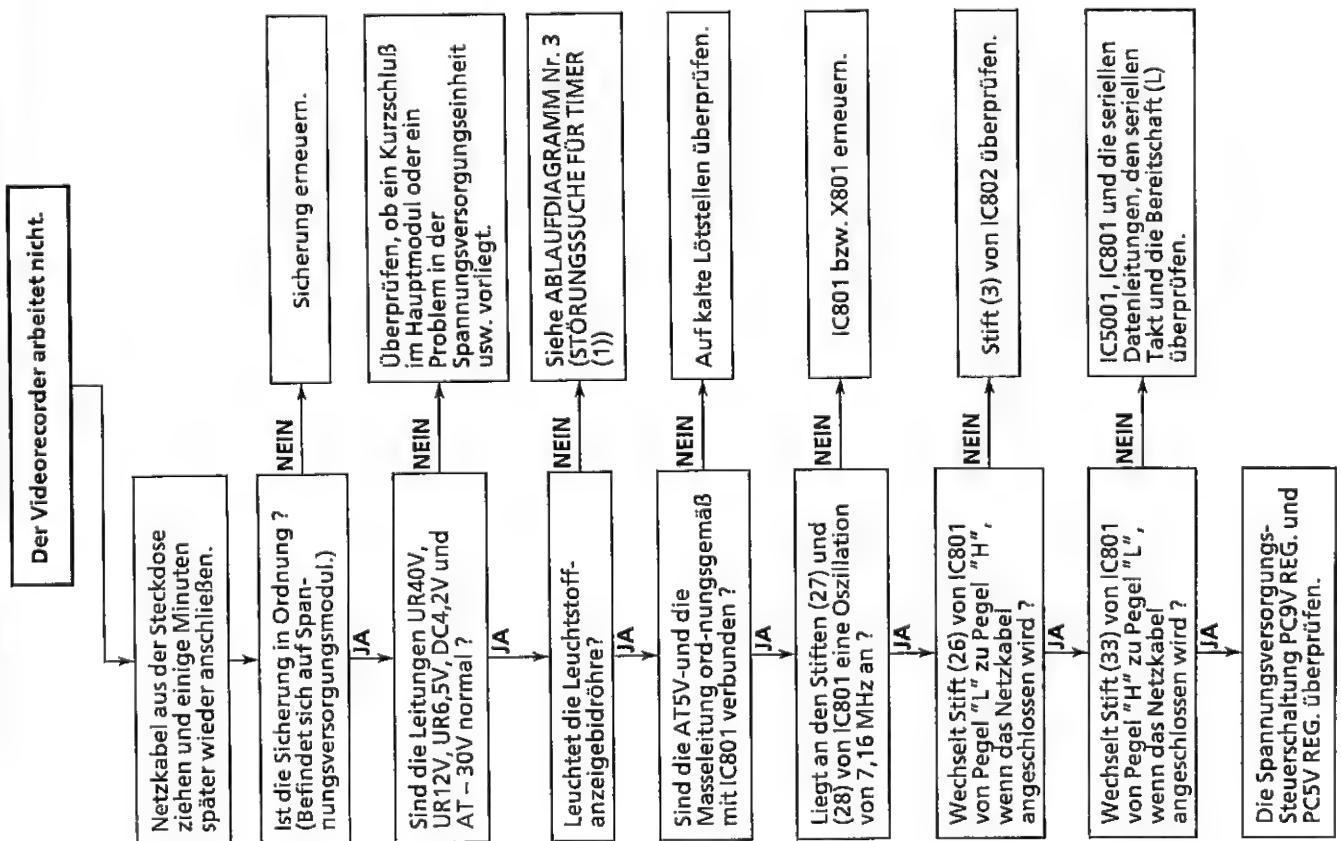 Der Videorecorder arbeitet nicht.
Netzkabel aus der Steckdose
ziehen und einige Minuten
später wieder anschließen.
Ist die Sicherung in Ordnung ?
(Befindet sich auf Span-
nungsversorgungsmodul.)
NEIN
Sicherung erneuern.
JA
Sind die Leitungen UR40V,
UR12V, UR6,5V, DC4,2V und
AT – 30V normal ?
NEIN
Überprüfen, ob ein Kurzschluß
im Hauptmodul oder ein
Problem in der
Spannungsversorgungseinheit
usw. vorliegt.
JA
Leuchtet die Leuchtstoff-
anzeigebidröhre?
NEIN
Siehe ABLAUFDIAGRAMM Nr. 3
(STÖRUNGSSUCHE FÜR TIMER
(1))
JA
Sind die AT5V-und die
Masseleitung ord-nungsgemäß
mit IC801 verbunden ?
NEIN
Auf kalte Lötstellen überprüfen.
JA
Liegt an den Stiften (27) und
(28) von IC801 eine Oszillation
von 7,16 MHz an ?
NEIN
IC801 bzw. X801 erneuern.
JA
Wechselt Stift (26) von IC801
von Pegel "L" zu Pegel "H",
wenn das Netzkabel
angeschlossen wird ?
NEIN
Stift (3) von IC802 überprüfen.
JA
Wechselt Stift (33) von IC801
von Pegel "H" zu Pegel "L",
wenn das Netzkabel
angeschlossen wird ?
NEIN
IC5001, IC801 und die seriellen
Datenleitungen, den seriellen
Takt und die Bereitschaft (L)
überprüfen.
JA
Die Spannungsversorgungs-
Steuerschaltung PC9V REG. und
PC5V REG. überprüfen.